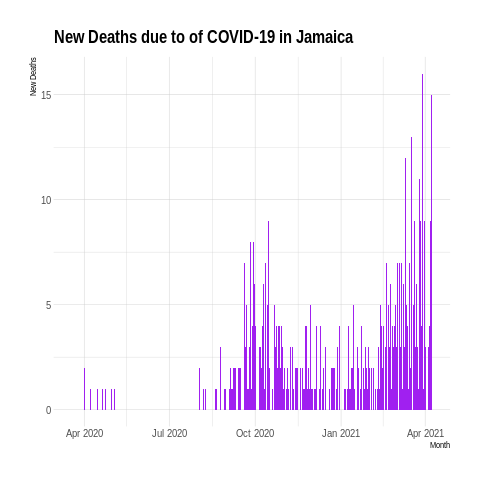 New Deaths due to of COVID-19 in Jamaica
New Deaths
15
10
5
0
Apr 2020 Jul 2020 Oct 2020 Jan 2021 Apr 2021
Month